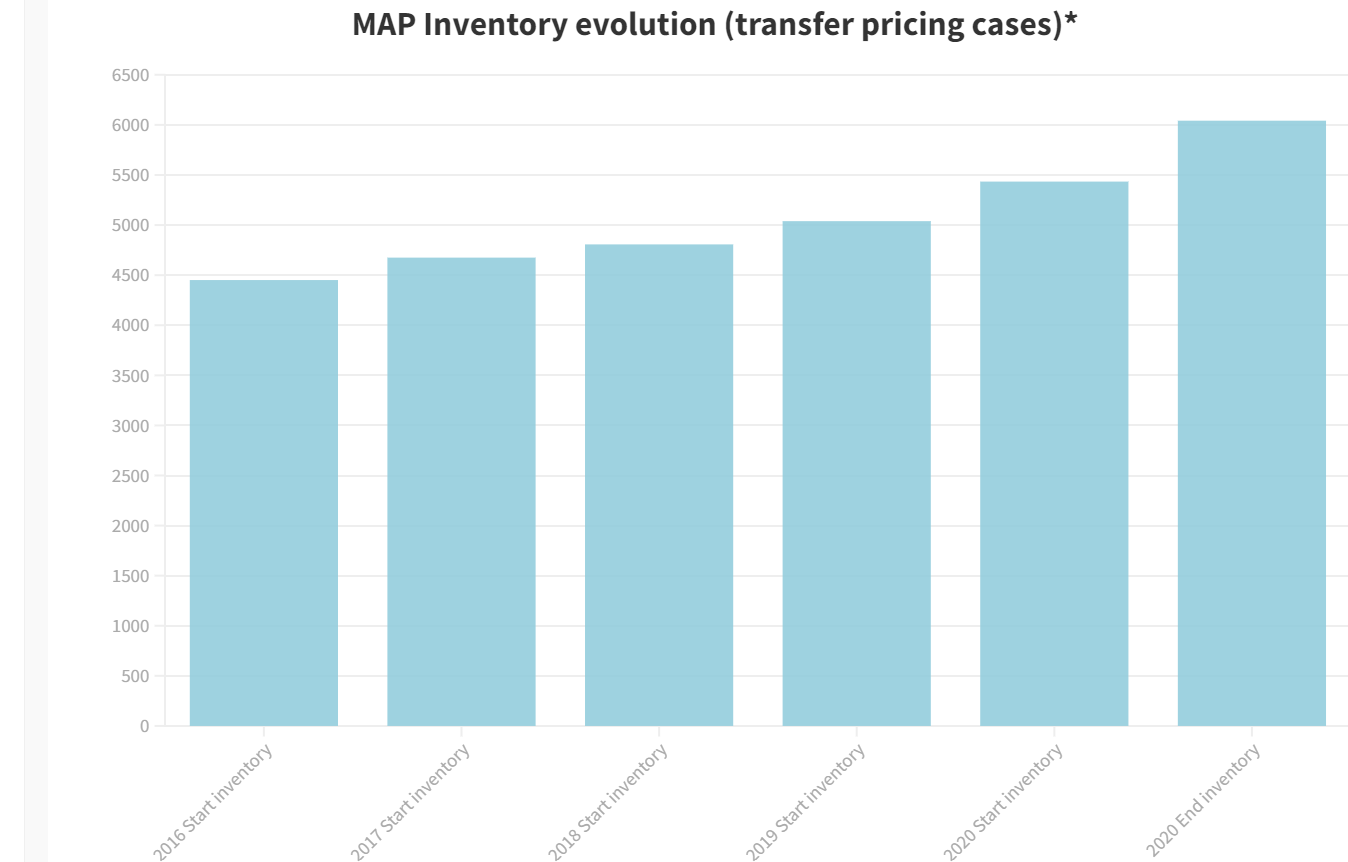 MAP Inventory evolution (transfer pricing cases)*
6500
6000
5500
5000
4500
4000
3500
3000
2500
2000
1500
1000
500
0
2016 Start inventory
2017 Start inventory
2018 Start inventory
2019 Start inventory
2020 Start inventory
2020 End inventory